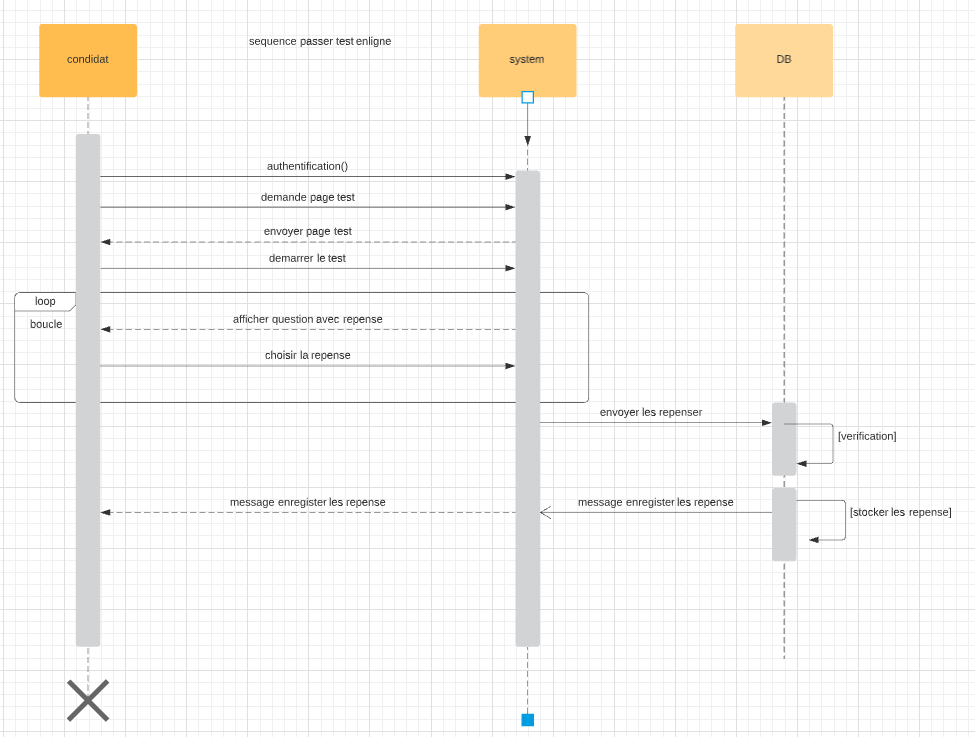 condidat
sequence passer test enligne
system
DB
authentification()
demande page test
envoyer page test
demarrer le test
loop
boucle
afficher question avec repense
choisir la repense
envoyer les repenser
[verification]
message enregister les repense
message enregister les repense
[stocker les repense]